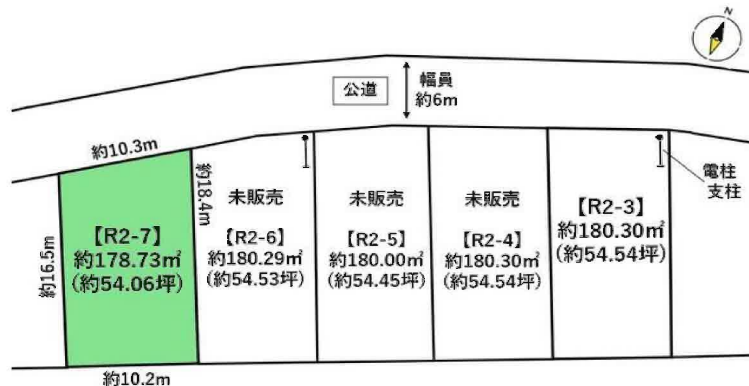 N
公道
幅員
約6m
約10.3m
約18.4m
約16.5m
約10.2m
【R2-7】
約178.73㎡
(約54.06坪)
未販売
【R2-6】
約180.29㎡
(約54.53坪)
未販売
【R2-5】
約180.00㎡
(約54.45坪)
未販売
【R2-4】
約180.30㎡
(約54.54坪)
【R2-3】
約180.30㎡
(約54.54坪)
電柱
支柱